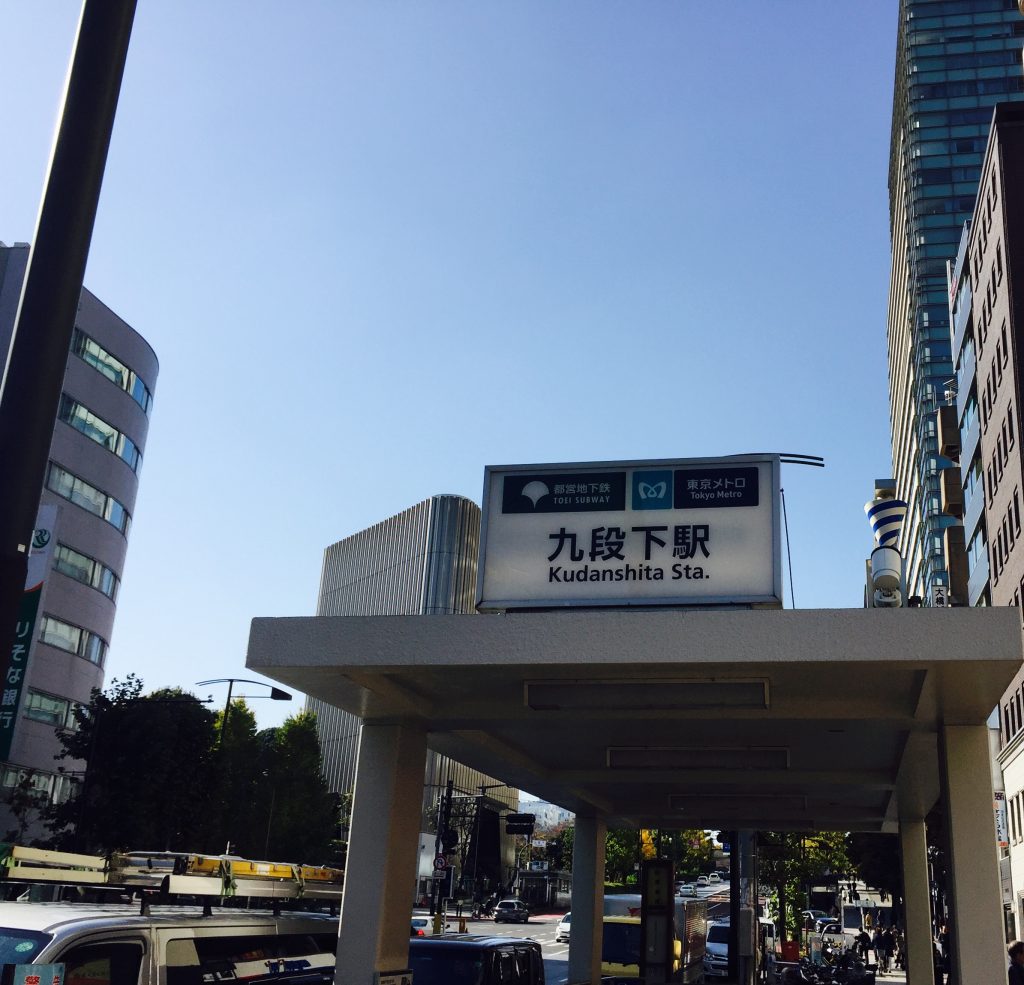 都営地下鉄
TOEI SUBWAY
東京メトロ
Tokyo Metro
九段下駅
Kudanshita Sta.
りそな銀行